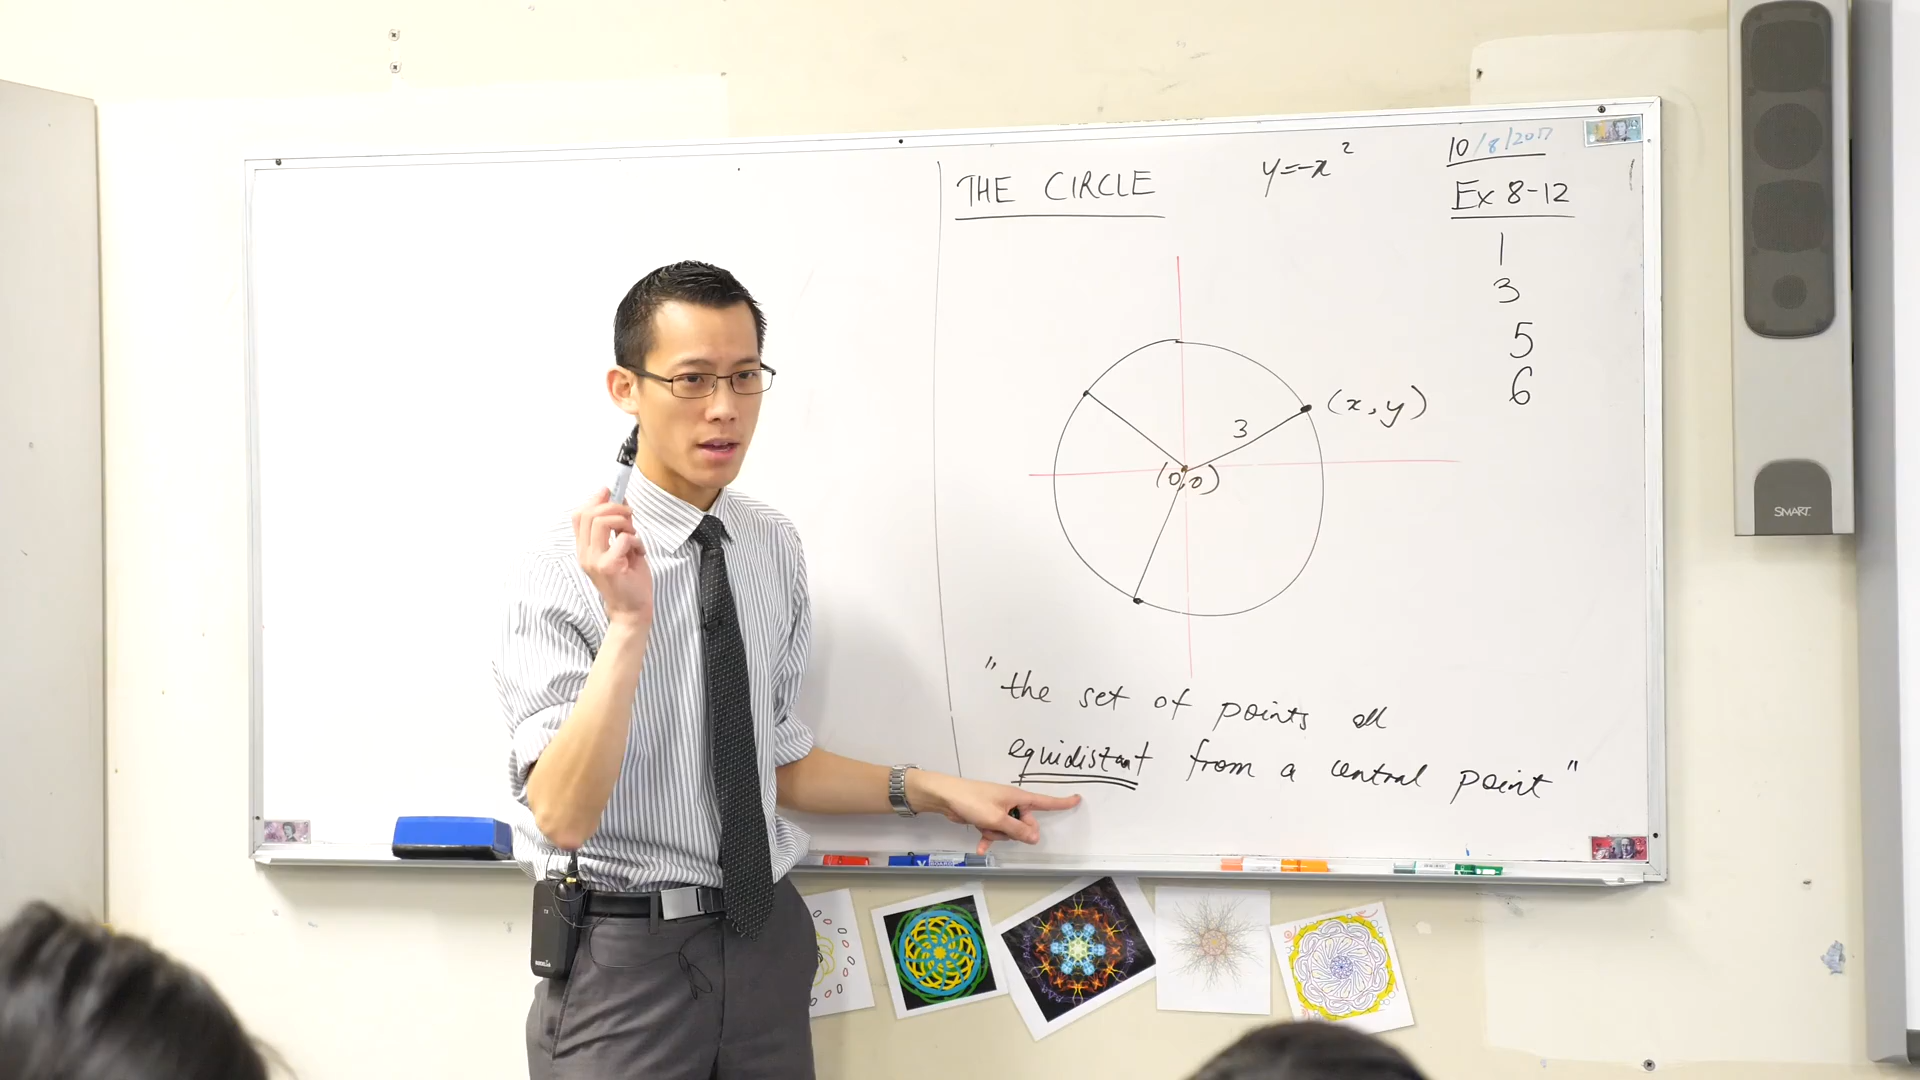 THE CIRCLE
y=-x²
10/8/2017
Ex 8-12
1
3
5
6
(x,y)
3
(0,0)
"the set of points all
equidistant from a central point"
SMART